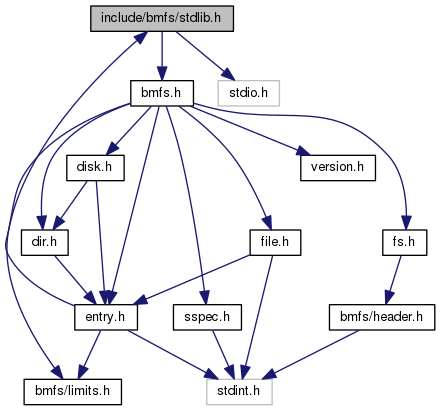 include/bmfs/stdlib.h
bmfs.h
stdio.h
disk.h
version.h
dir.h
file.h
fs.h
entry.h
sspec.h
bmfs/header.h
bmfs/limits.h
stdint.h